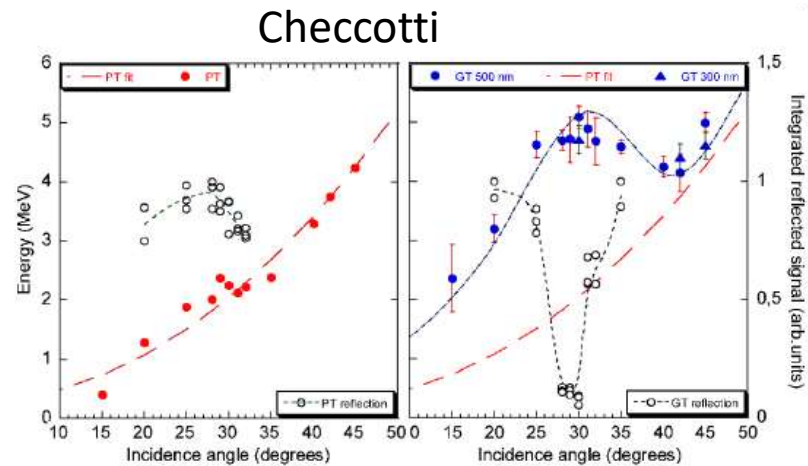 Checcotti
PT fit PT
GT 500 nm PT fit GT 300 nm
6
5
4
3
2
1
0
Energy (MeV)
PT reflection
10 15 20 25 30 35 40 45 50
Incidence angle (degrees)
GT reflection
15 20 25 30 35 40 45 50
Incidence angle (degrees)
1,5
1
0,5
0
Integrated reflected signal (arb.units)